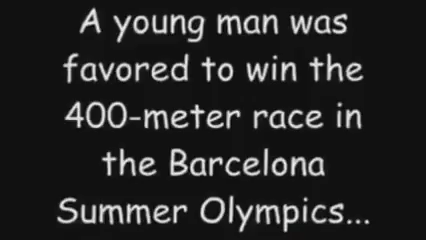 A young man was
favored to win the
400-meter race in
the Barcelona
Summer Olympics...